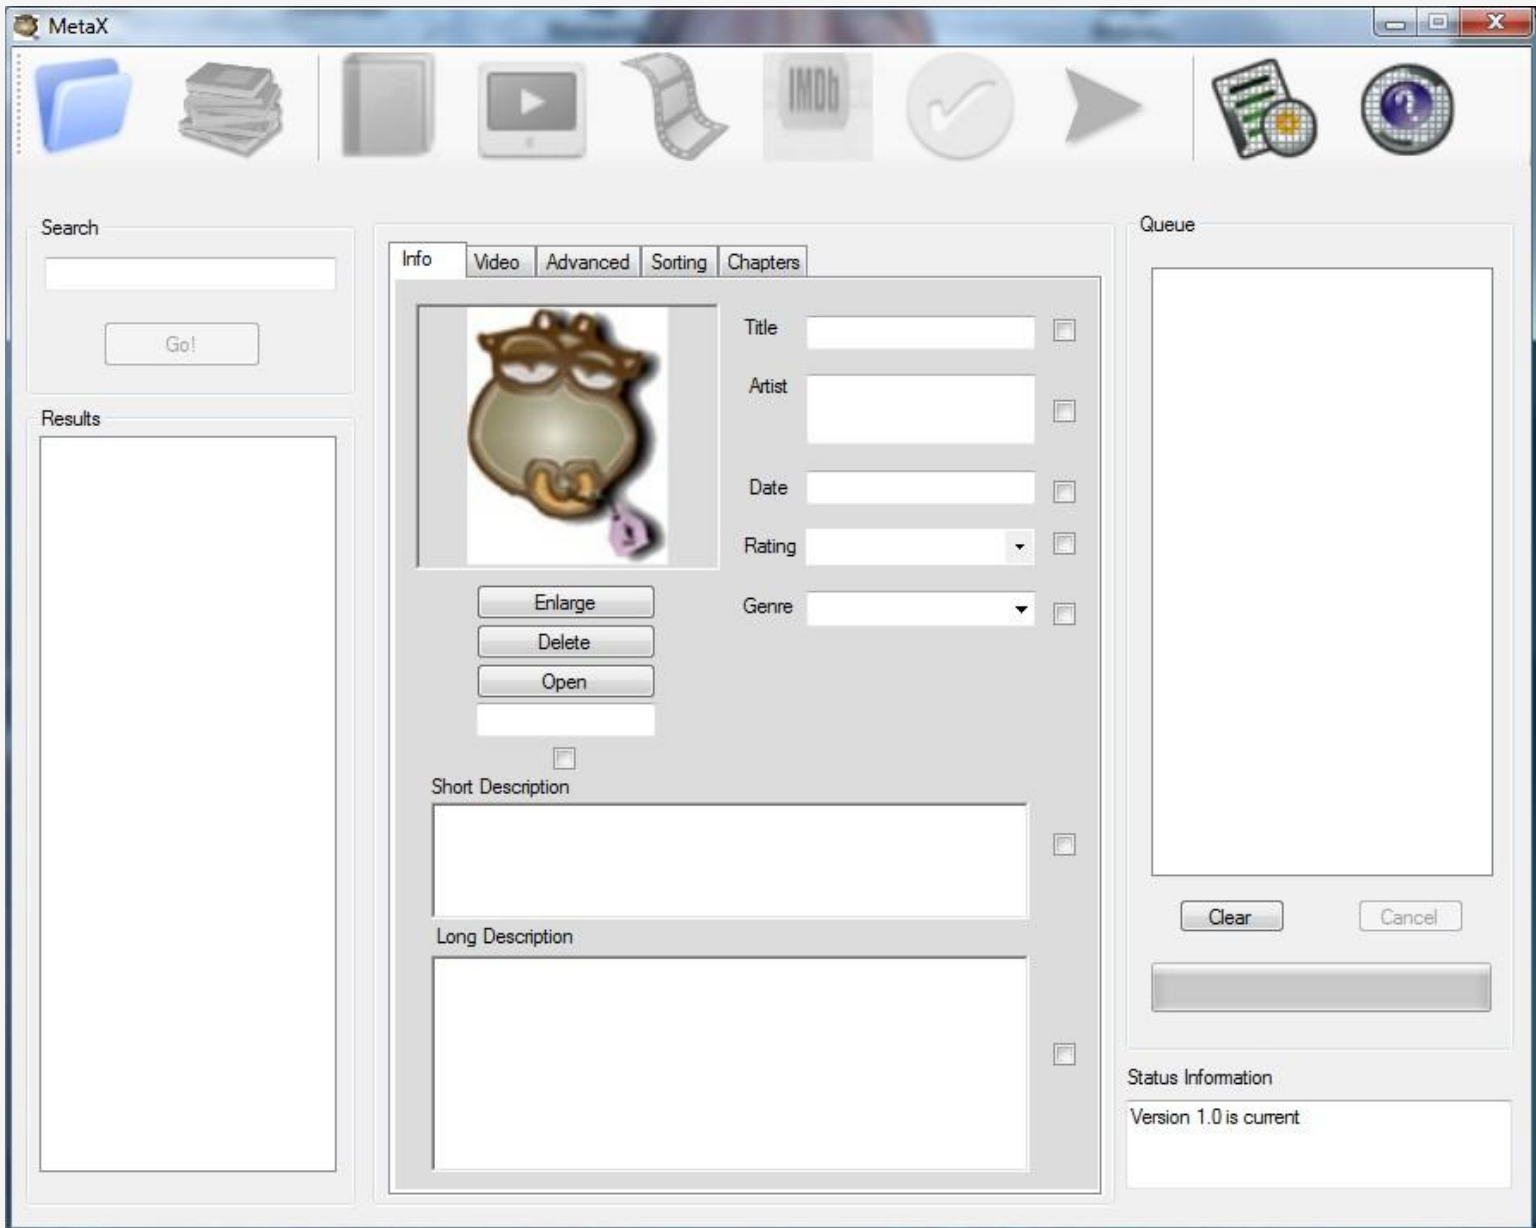 MetaX
IMDb
Search
Go!
Results
Info
Video
Advanced
Sorting
Chapters
Title
Artist
Date
Rating
Genre
Enlarge
Delete
Open
Short Description
Long Description
Queue
Clear
Cancel
Status Information
Version 1.0 is current